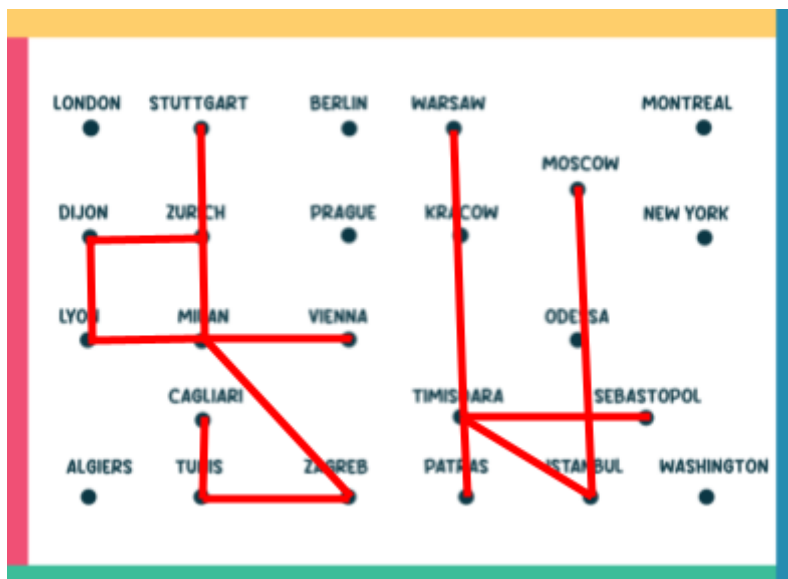 LONDON STUTTGART BERLIN WARSAW MONTREAL
MOSCOW
DIJON ZURICH PRAGUE KRACOW NEW YORK
LYON MILAN VIENNA ODESSA
CAGLIARI TIMISOARA SEBASTOPOL
ALGIERS TUNIS ZAGREB PATRAS ISTANBUL WASHINGTON